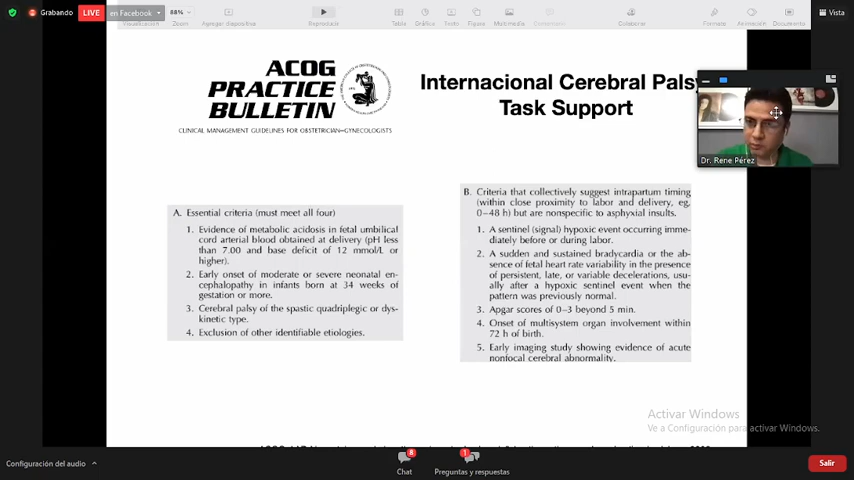 Grabando
LIVE
en Facebook
Vista
88%
Visualización
Zoom
Agregar diapositiva
Reproducir
Tabla
Gráfica
Texto
Figura
Multimedia
Comentario
Colaborar
Formato
Animación
Documento
ACOG
PRACTICE
BULLETIN
CLINICAL MANAGEMENT GUIDELINES FOR OBSTETRICIAN–GYNECOLOGISTS
Internacional Cerebral Palsy
Task Support
Dr. Rene Pérez
A. Essential criteria (must meet all four)
1. Evidence of metabolic acidosis in fetal umbilical
cord arterial blood obtained at delivery (pH less
than 7.00 and base deficit of 12 mmol/L or
higher).
2. Early onset of moderate or severe neonatal en-
cephalopathy in infants born at 34 weeks of
gestation or more.
3. Cerebral palsy of the spastic quadriplegic or dys-
kinetic type.
4. Exclusion of other identifiable etiologies.
B. Criteria that collectively suggest intrapartum timing
(within close proximity to labor and delivery, eg,
0–48 h) but are nonspecific to asphyxial insults.
1. A sentinel (signal) hypoxic event occurring imme-
diately before or during labor.
2. A sudden and sustained bradycardia or the ab-
sence of fetal heart rate variability in the presence
of persistent, late, or variable decelerations, usu-
ally after a hypoxic sentinel event when the
pattern was previously normal.
3. Apgar scores of 0–3 beyond 5 min.
4. Onset of multisystem organ involvement within
72 h of birth.
5. Early imaging study showing evidence of acute
nonfocal cerebral abnormality.
Activar Windows
Ve a Configuración para activar Windows.
Configuración del audio
8
Chat
1
Preguntas y respuestas
Salir